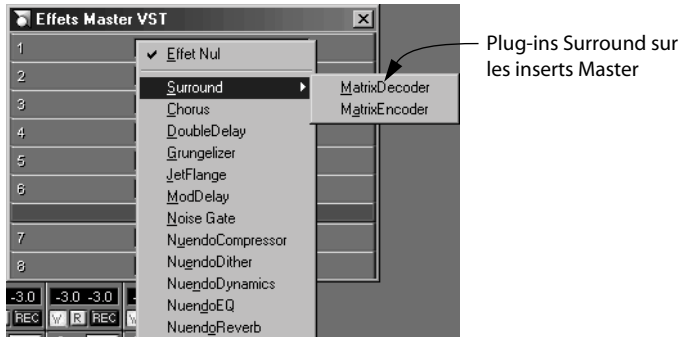 Effets Master VST
1
2
3
4
5
6
7
8
✔ Effet Nul
Surround
Chorus
DoubleDelay
Grungelizer
JetFlange
ModDelay
Noise Gate
NuendoCompressor
NuendoDither
NuendoDynamics
NuendoEQ
NuendoReverb
MatrixDecoder
MatrixEncoder
Plug-ins Surround sur
les inserts Master
-3.0 -3.0 -3.0
REC W R REC W